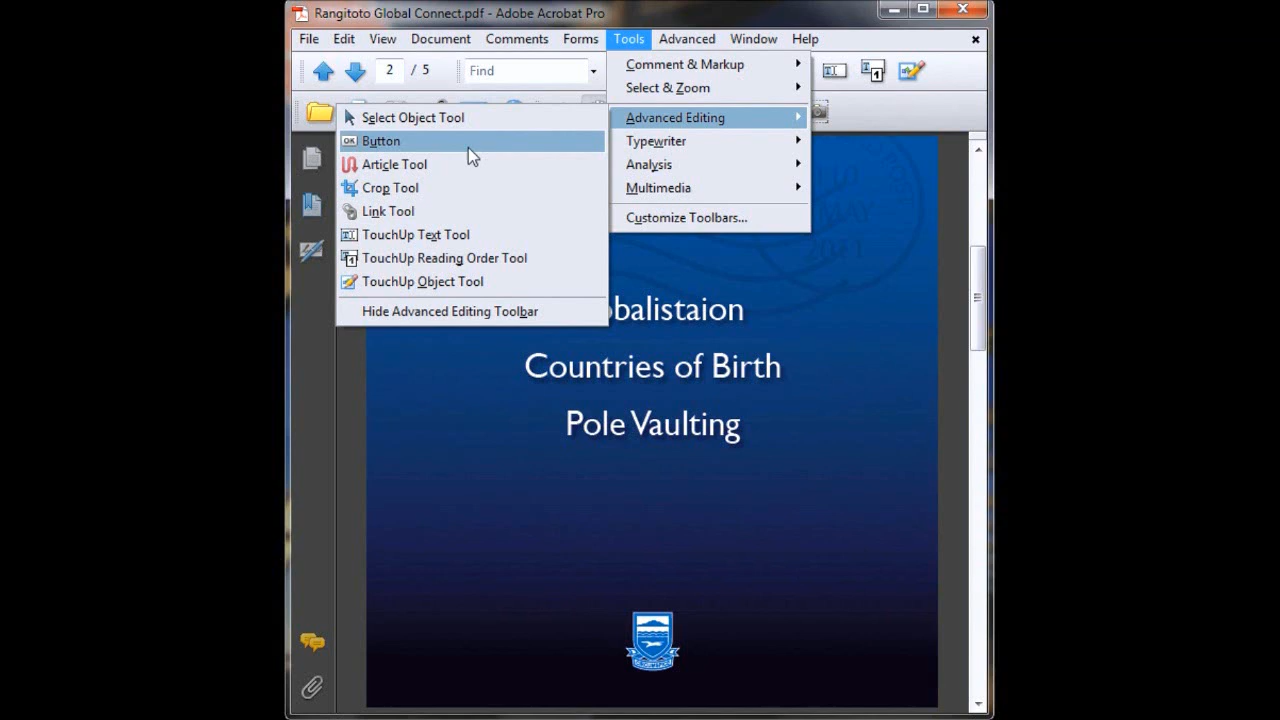 Rangitoto Global Connect.pdf - Adobe Acrobat Pro
File Edit View Document Comments Forms Tools Advanced Window Help
2 / 5 Find
Comment & Markup
Select & Zoom
Advanced Editing
Typewriter
Analysis
Multimedia
Customize Toolbars...
Select Object Tool
OK Button
Article Tool
Crop Tool
Link Tool
TouchUp Text Tool
TouchUp Reading Order Tool
TouchUp Object Tool
Hide Advanced Editing Toolbar
2011
obalistaion
Countries of Birth
Pole Vaulting